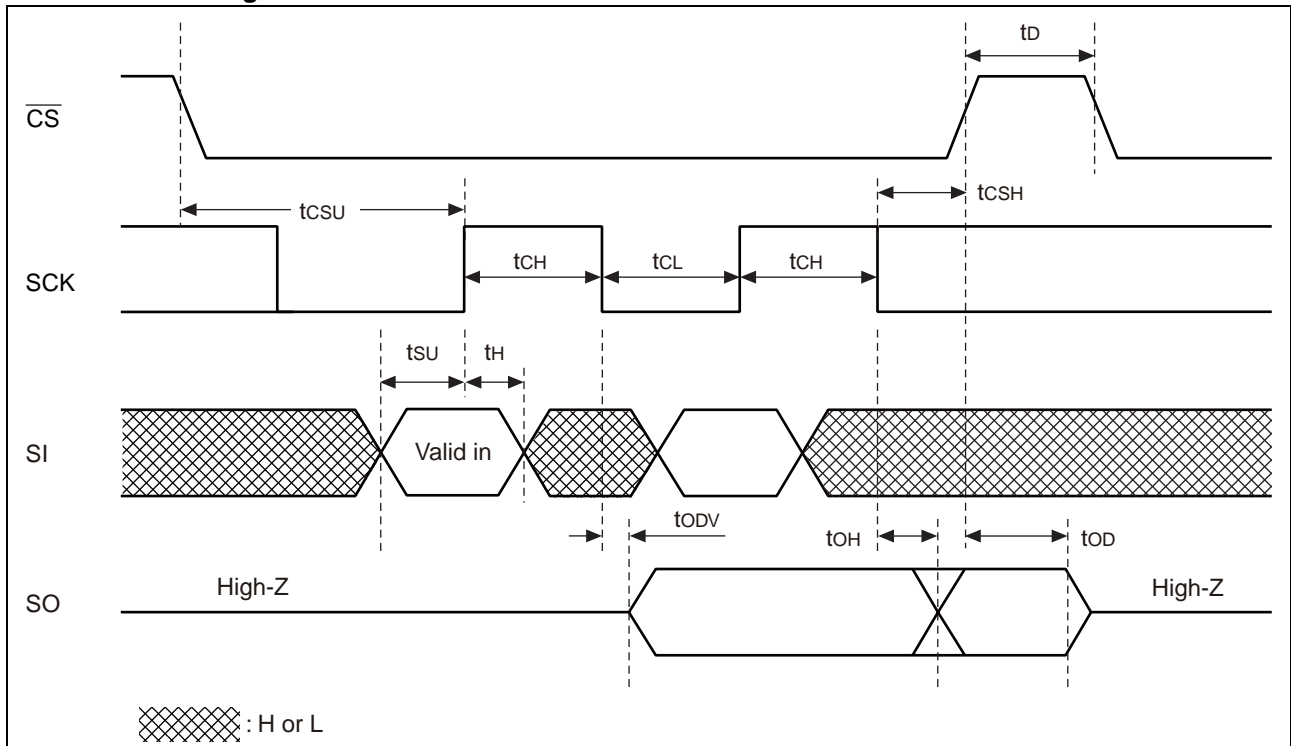 tD
CS
tCSU
tCSH
SCK
tCH
tCL
tCH
tSU
tH
SI
Valid in
tODV
tOH
tOD
SO
High-Z
High-Z
: H or L